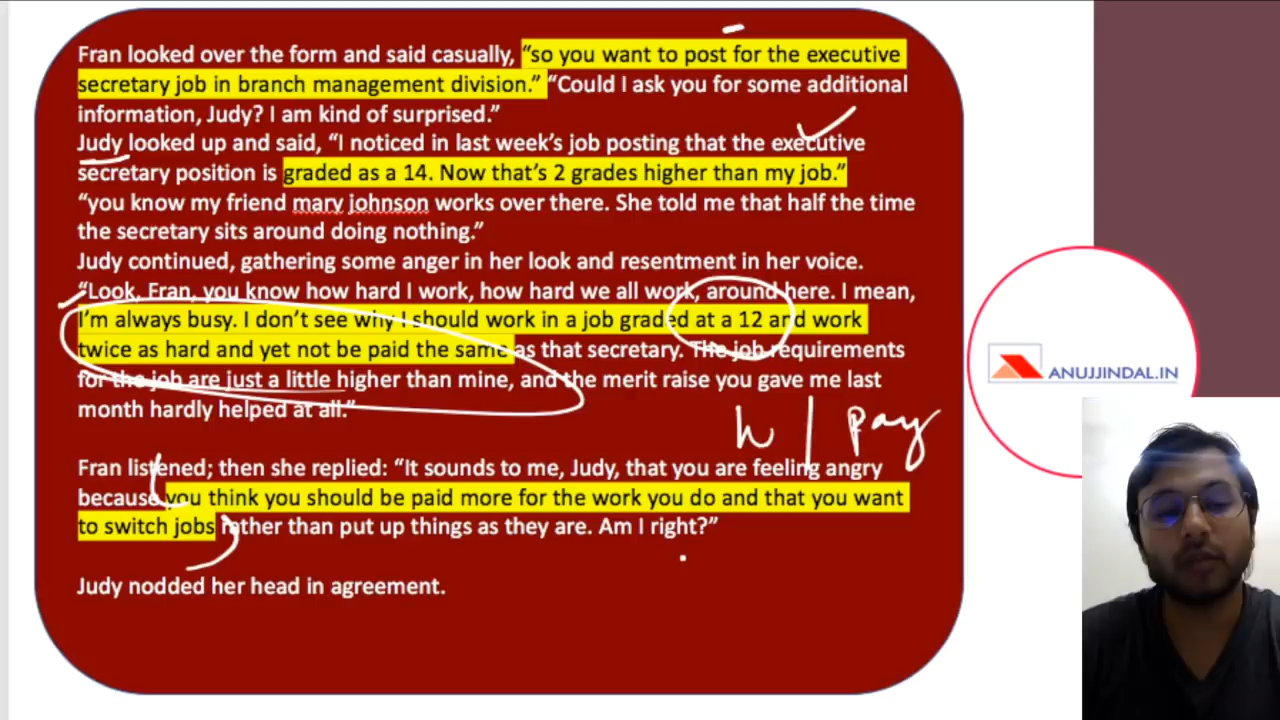 Fran looked over the form and said casually, “so you want to post for the executive
secretary job in branch management division.” “Could I ask you for some additional
information, Judy? I am kind of surprised.”
Judy looked up and said, “I noticed in last week’s job posting that the executive
secretary position is graded as a 14. Now that’s 2 grades higher than my job.”
“you know my friend mary johnson works over there. She told me that half the time
the secretary sits around doing nothing.”
Judy continued, gathering some anger in her look and resentment in her voice.
“Look, Fran, you know how hard I work, how hard we all work, around here. I mean,
I’m always busy. I don’t see why I should work in a job graded at a 12 and work
twice as hard and yet not be paid the same as that secretary. The job requirements
for the job are just a little higher than mine, and the merit raise you gave me last
month hardly helped at all.”
w / pay
Fran listened; then she replied: “It sounds to me, Judy, that you are feeling angry
because you think you should be paid more for the work you do and that you want
to switch jobs rather than put up things as they are. Am I right?”
Judy nodded her head in agreement.
ANUJJINDAL.IN